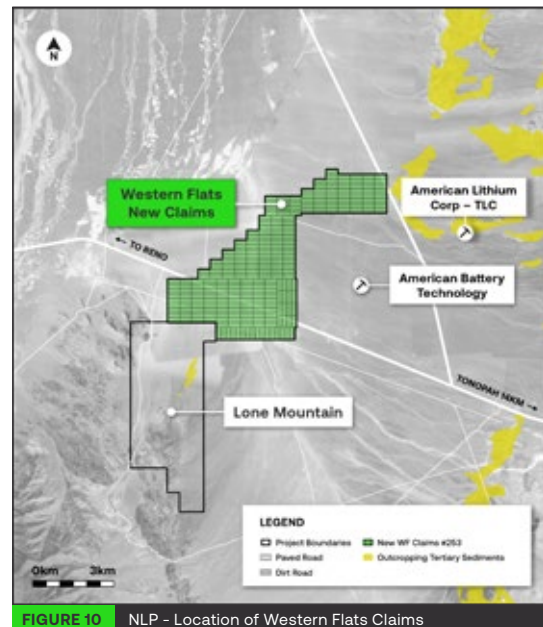 N
Western Flats
New Claims
American Lithium
Corp – TLC
← TO RENO
American Battery
Technology
TONOPAH 14KM →
Lone Mountain
LEGEND
Project Boundaries
New WF Claims #253
Paved Road
Outcropping Tertiary Sediments
Dirt Road
0km 3km
FIGURE 10 NLP - Location of Western Flats Claims